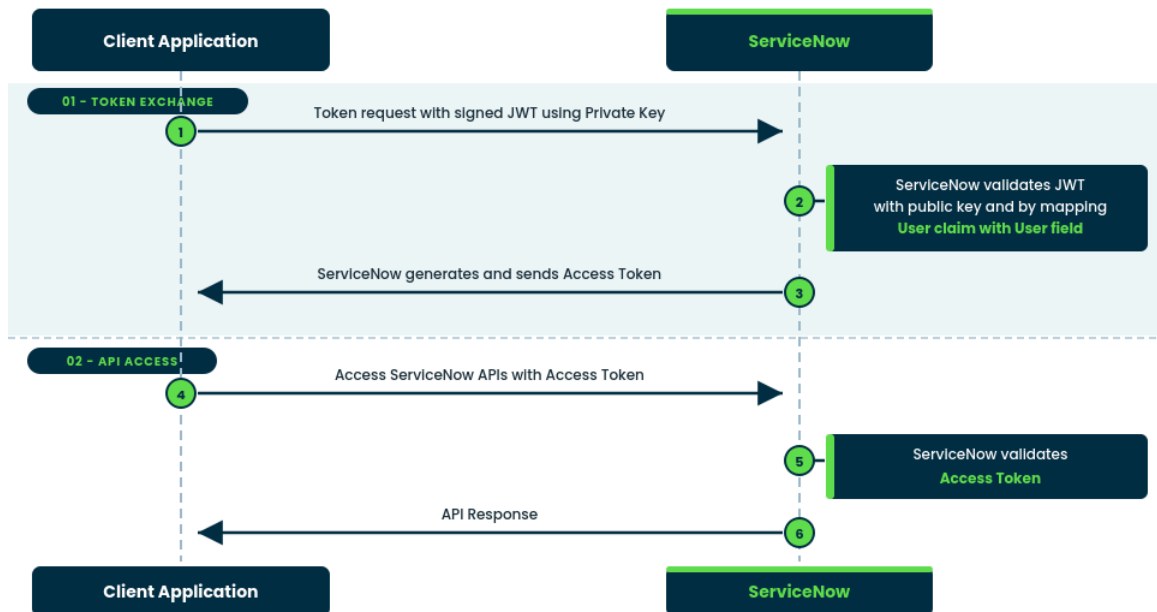 Client Application
ServiceNow
01 - TOKEN EXCHANGE
Token request with signed JWT using Private Key
1
2
ServiceNow validates JWT
with public key and by mapping
User claim with User field
ServiceNow generates and sends Access Token
3
02 - API ACCESS
Access ServiceNow APIs with Access Token
4
5
ServiceNow validates
Access Token
API Response
6
Client Application
ServiceNow